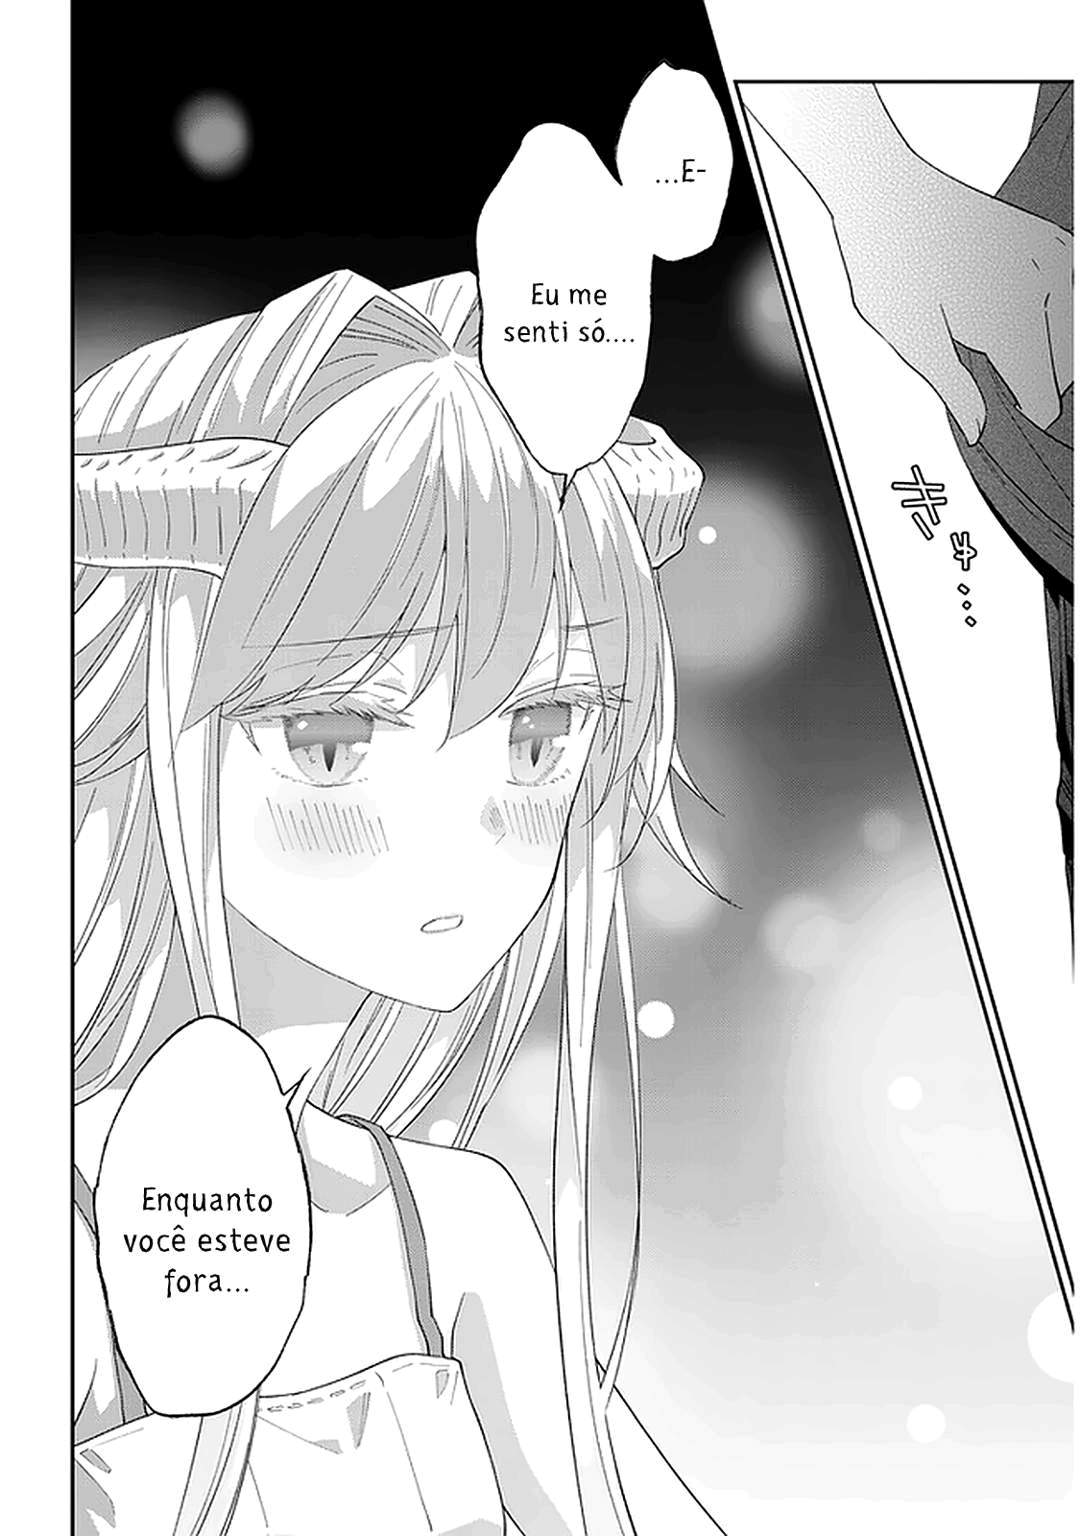 ギュ…
…E-
Eu me
senti só....
Enquanto
você esteve
fora...